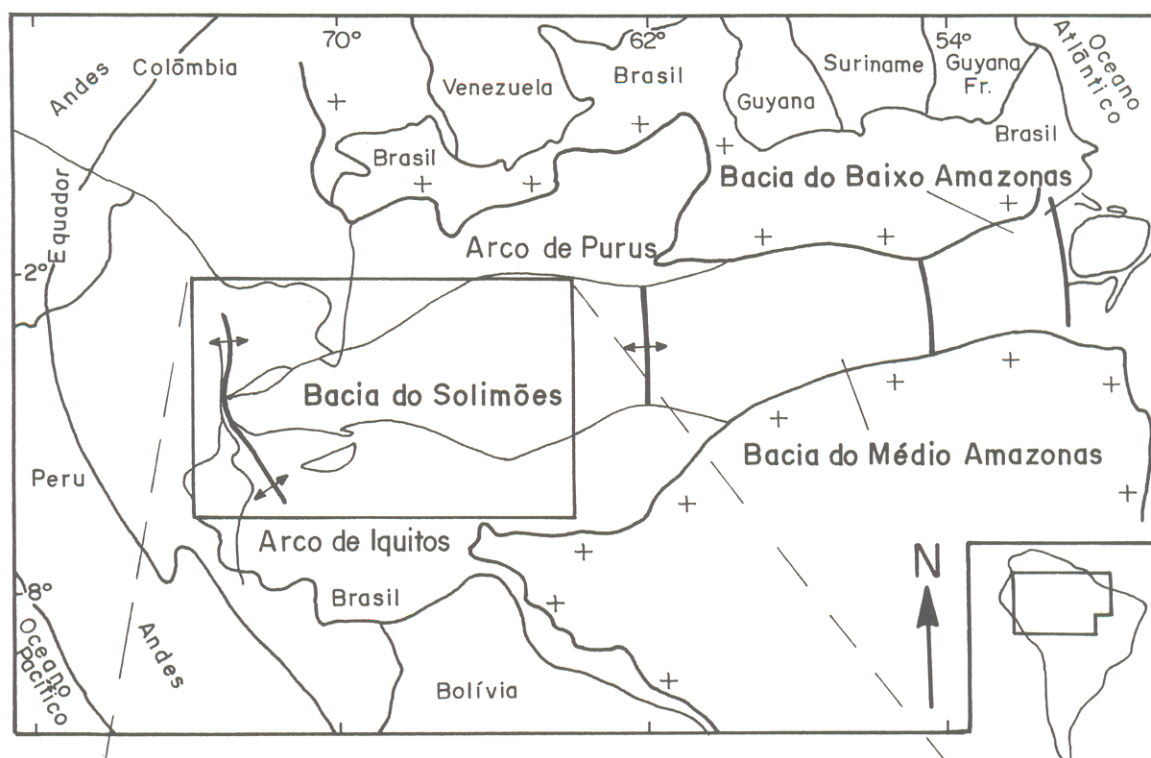 70°
62°
54°
Andes
Colômbia
Venezuela
Brasil
Guyana
Suriname
Guyana
Fr.
Oceano
Atlântico
Brasil
Brasil
Bacia do Baixo Amazonas
Equador
Arco de Purus
2°
Bacia do Solimões
Bacia do Médio Amazonas
Peru
Arco de Iquitos
8°
Brasil
N
Oceano
Pacífico
Andes
Bolívia